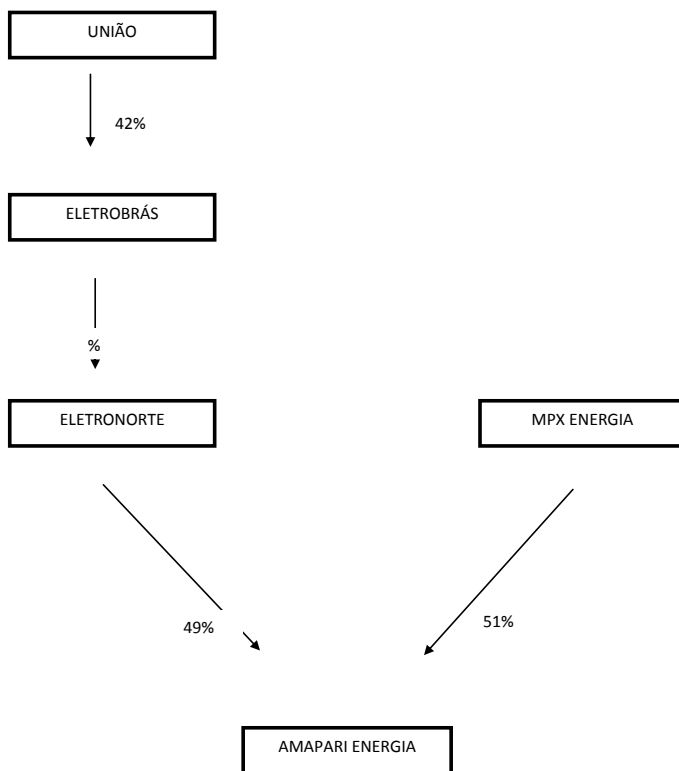 UNIÃO
42%
ELETROBRÁS
%
ELETRONORTE
MPX ENERGIA
49%
51%
AMAPARI ENERGIA